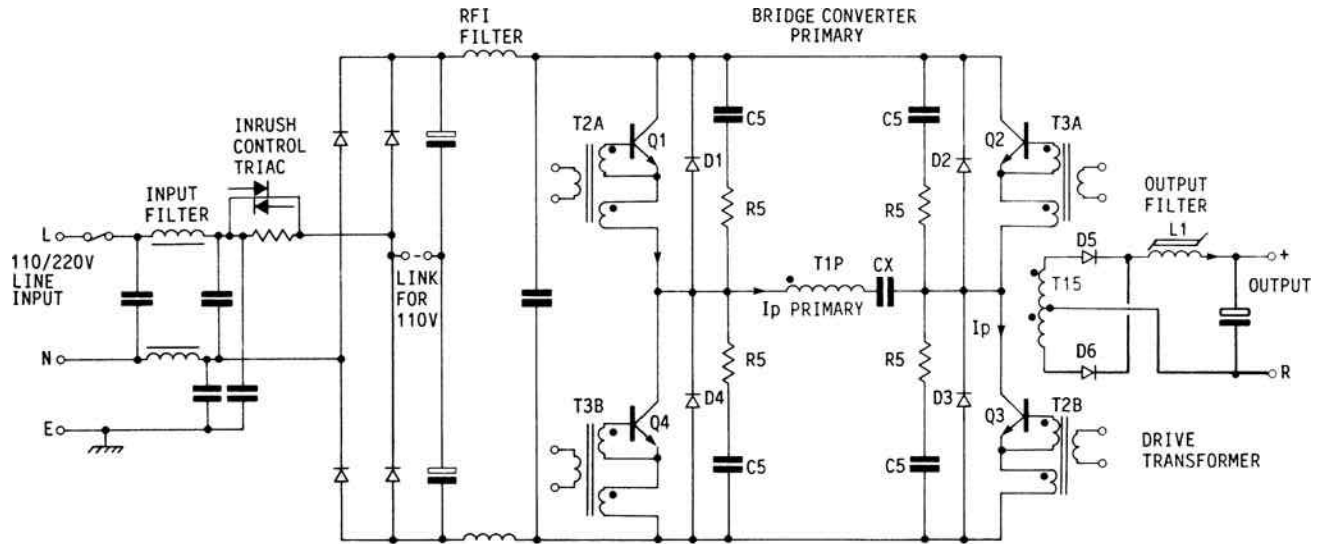 RFI
FILTER
BRIDGE CONVERTER
PRIMARY
INRUSH
CONTROL
TRIAC
INPUT
FILTER
L
110/220V
LINE
INPUT
N
E
LINK
FOR
110V
T2A
Q1
D1
C5
R5
C5
R5
D2
Q2
T3A
OUTPUT
FILTER
L1
D5
T15
+
OUTPUT
D6
R
T1P
CX
Ip PRIMARY
Ip
T3B
Q4
D4
R5
C5
R5
C5
D3
Q3
T2B
DRIVE
TRANSFORMER